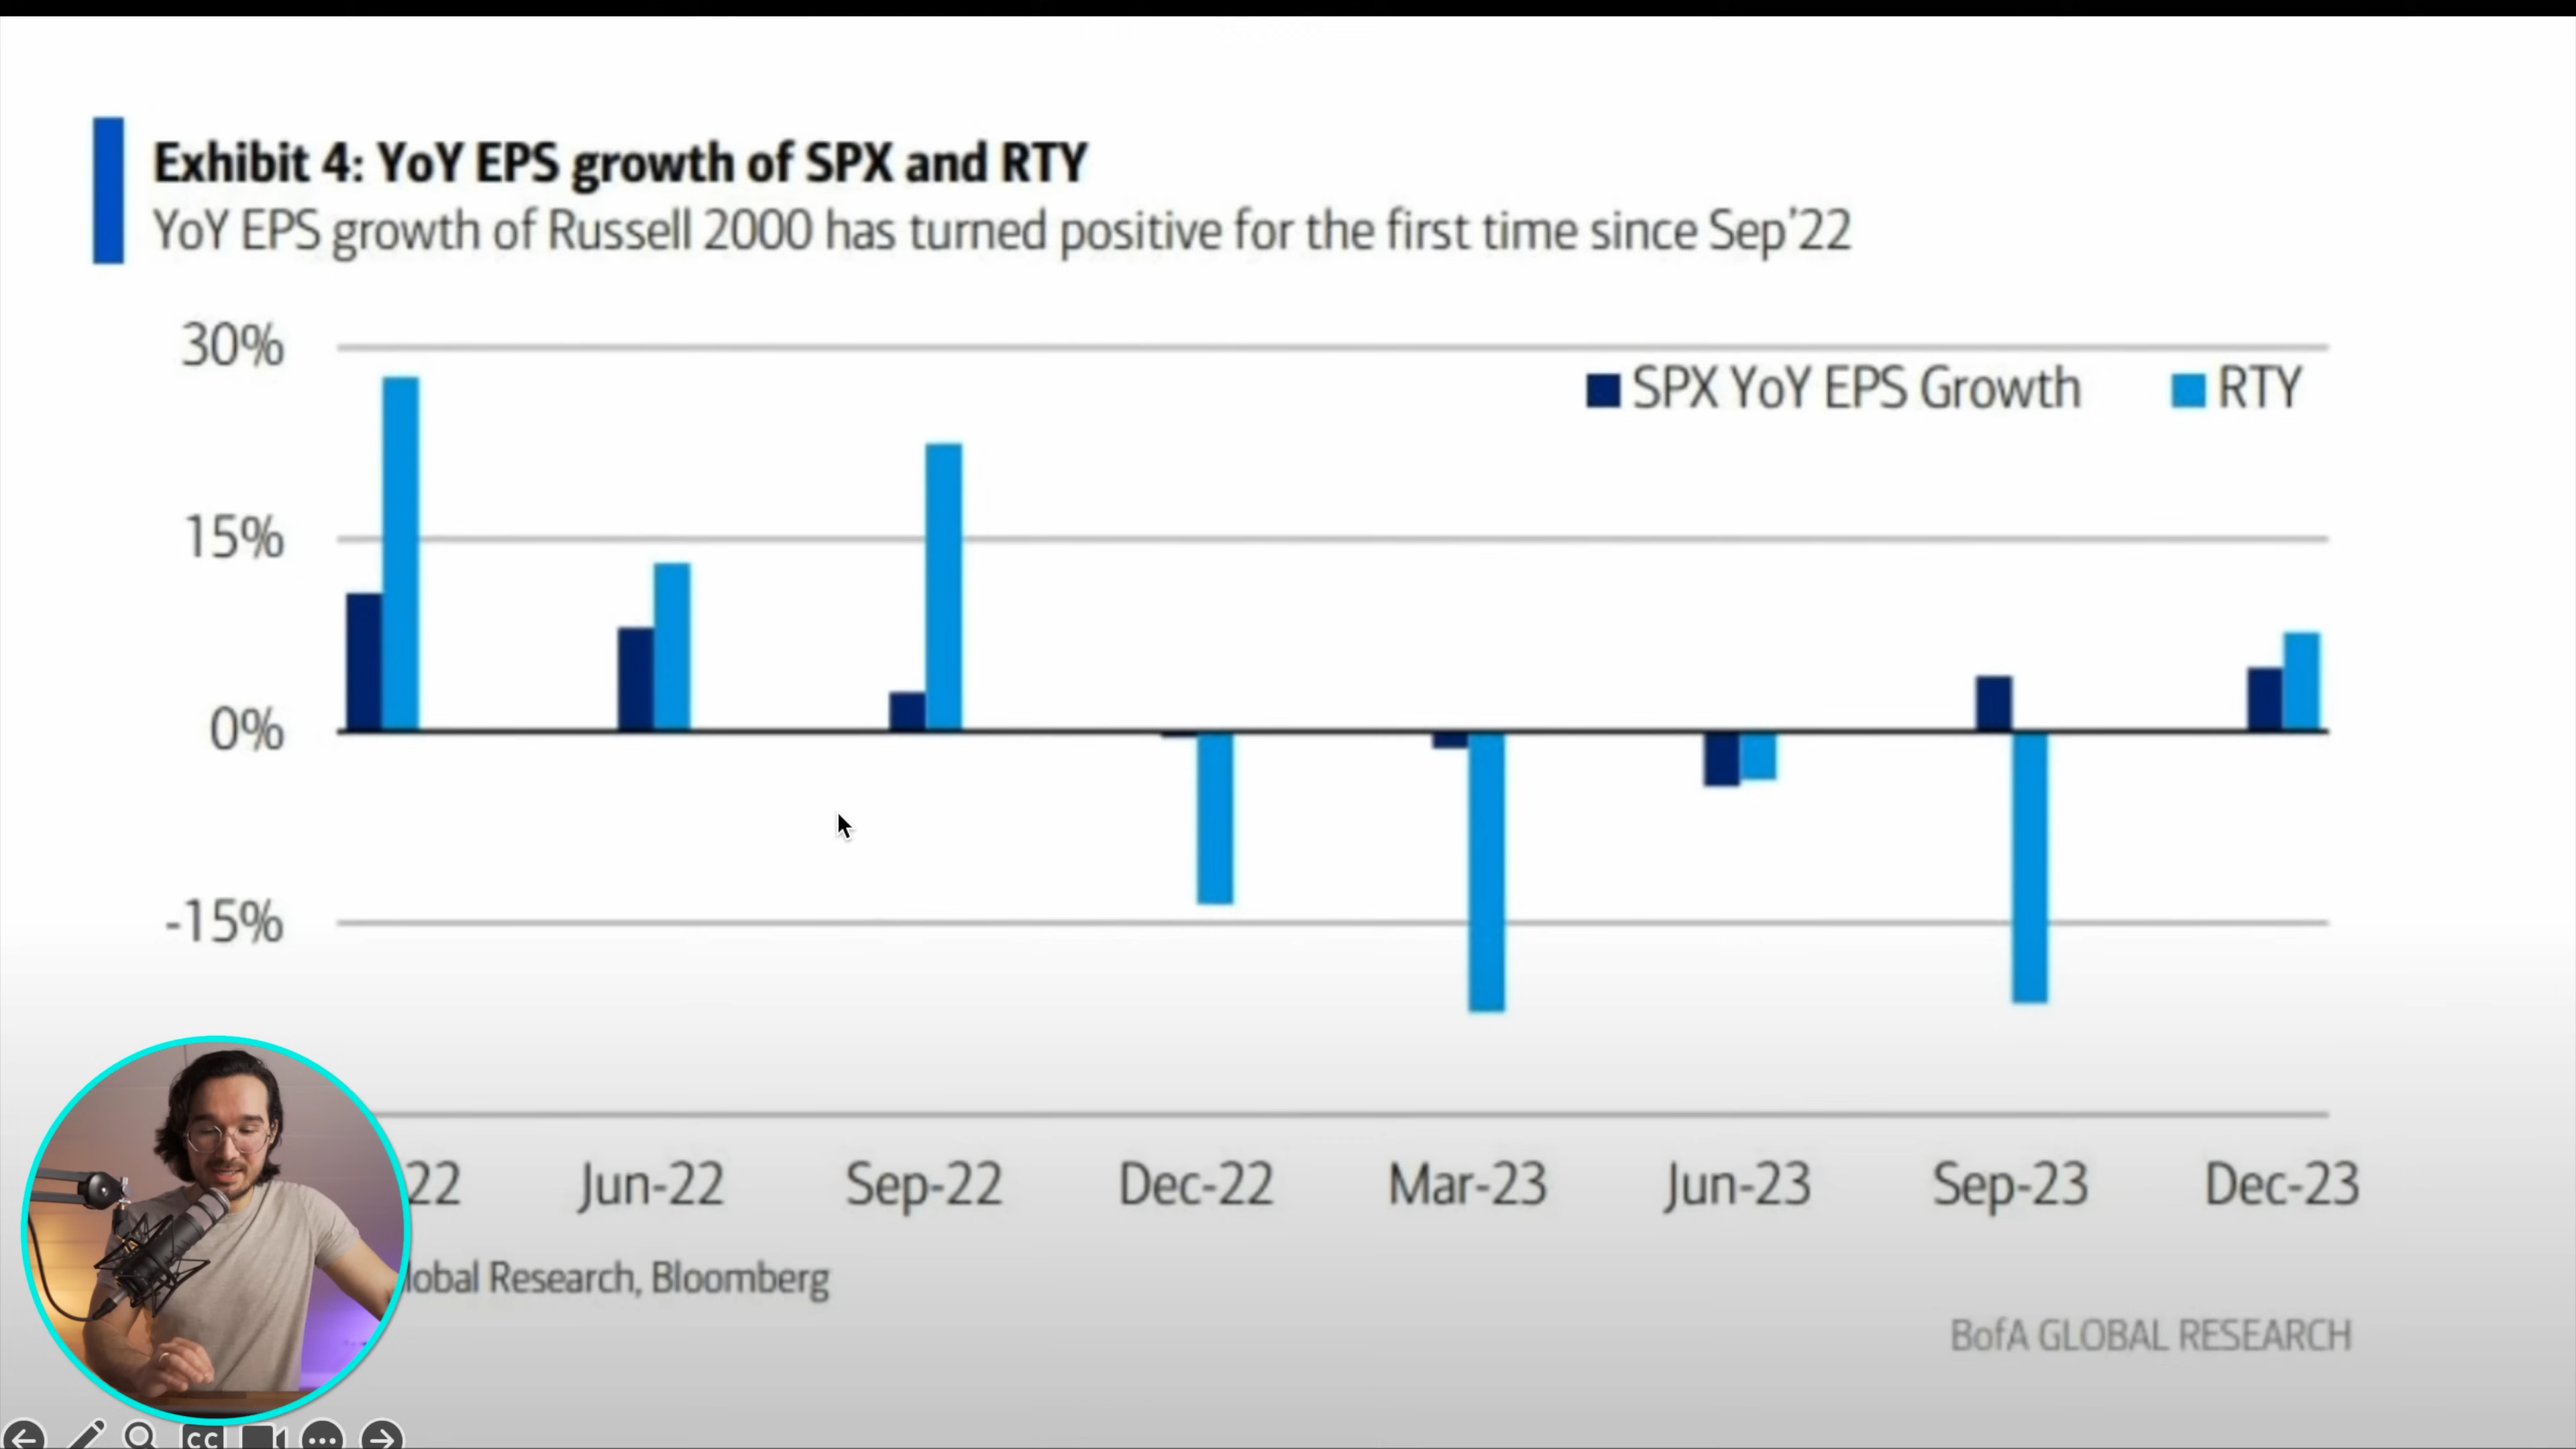 Exhibit 4: YoY EPS growth of SPX and RTY
YoY EPS growth of Russell 2000 has turned positive for the first time since Sep'22
30%
SPX YoY EPS Growth RTY
15%
0%
-15%
22 Jun-22 Sep-22 Dec-22 Mar-23 Jun-23 Sep-23 Dec-23
lobal Research, Bloomberg
BofA GLOBAL RESEARCH
CC